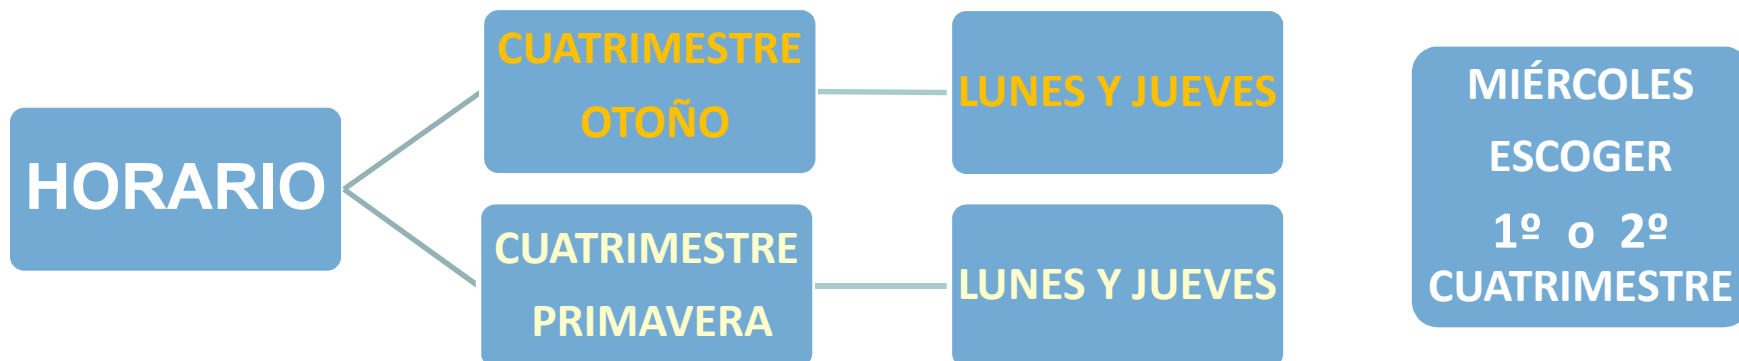 HORARIO
CUATRIMESTRE
OTOÑO
LUNES Y JUEVES
CUATRIMESTRE
PRIMAVERA
LUNES Y JUEVES
MIÉRCOLES
ESCOGER
1º o 2º
CUATRIMESTRE